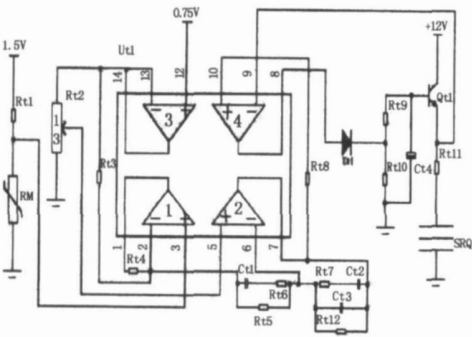 0.75V
+12V
1.5V
Ut1
14 13 12 10 9 8
Rt1 Rt2
1
3
3 4
Qt1
Rt9
Rt11
Rt3 Rt8
Rt10 Ct4
RM
1 2
SRQ
1 2 3 5 6 7
Rt4
Ct1 Rt7 Ct2
Rt6 Ct3
Rt5 Rt12